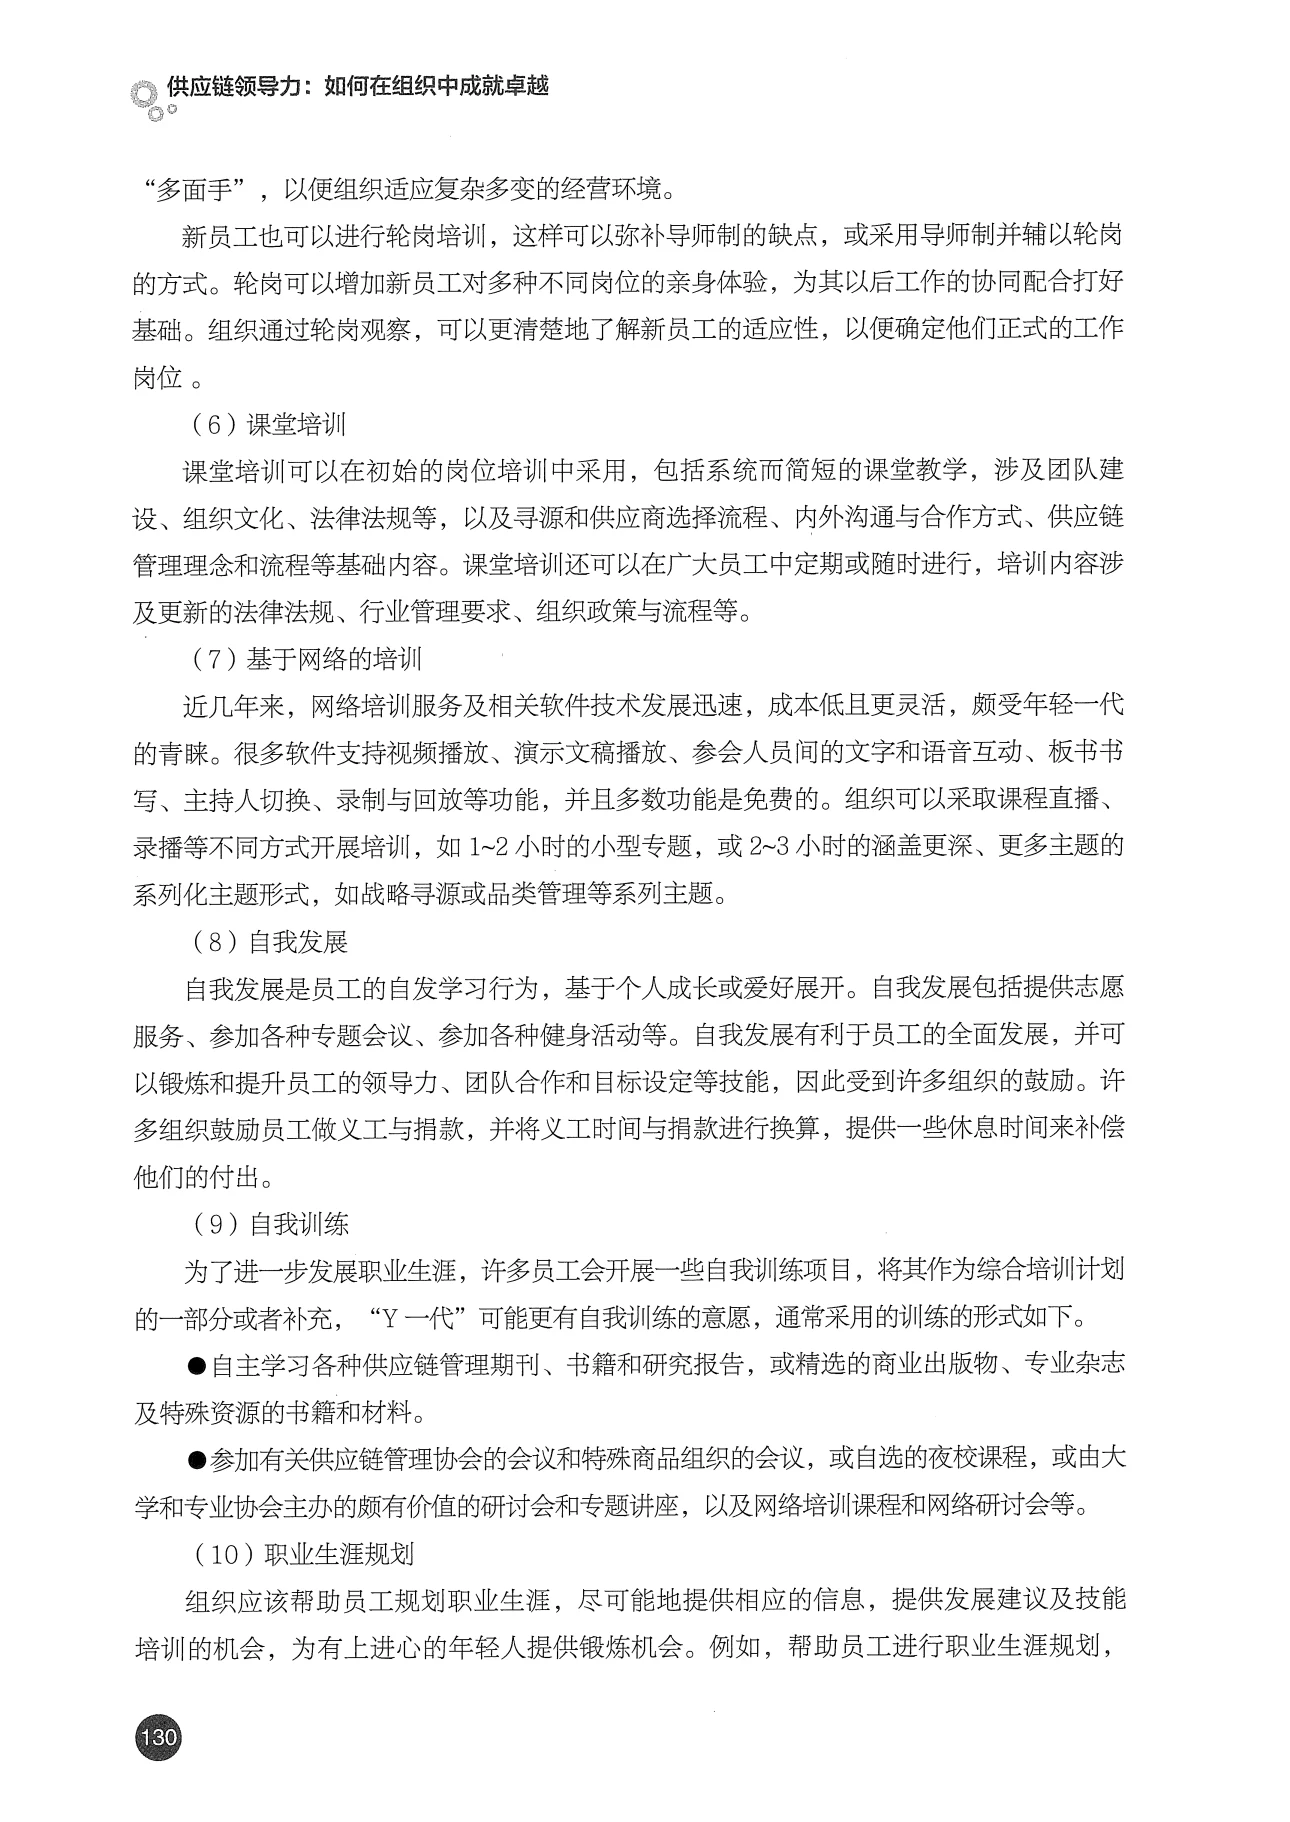 供应链领导力：如何在组织中成就卓越
“多面手”，以便组织适应复杂多变的经营环境。
新员工也可以进行轮岗培训，这样可以弥补导师制的缺点，或采用导师制并辅以轮岗
的方式。轮岗可以增加新员工对多种不同岗位的亲身体验，为其以后工作的协同配合打好
基础。组织通过轮岗观察，可以更清楚地了解新员工的适应性，以便确定他们正式的工作
岗位 。
（6）课堂培训
课堂培训可以在初始的岗位培训中采用，包括系统而简短的课堂教学，涉及团队建
设、组织文化、法律法规等，以及寻源和供应商选择流程、内外沟通与合作方式、供应链
管理理念和流程等基础内容。课堂培训还可以在广大员工中定期或随时进行，培训内容涉
及更新的法律法规、行业管理要求、组织政策与流程等。
（7）基于网络的培训
近几年来，网络培训服务及相关软件技术发展迅速，成本低且更灵活，颇受年轻一代
的青睐。很多软件支持视频播放、演示文稿播放、参会人员间的文字和语音互动、板书书
写、主持人切换、录制与回放等功能，并且多数功能是免费的。组织可以采取课程直播、
录播等不同方式开展培训，如 1~2 小时的小型专题，或 2~3 小时的涵盖更深、更多主题的
系列化主题形式，如战略寻源或品类管理等系列主题。
（8）自我发展
自我发展是员工的自发学习行为，基于个人成长或爱好展开。自我发展包括提供志愿
服务、参加各种专题会议、参加各种健身活动等。自我发展有利于员工的全面发展，并可
以锻炼和提升员工的领导力、团队合作和目标设定等技能，因此受到许多组织的鼓励。许
多组织鼓励员工做义工与捐款，并将义工时间与捐款进行换算，提供一些休息时间来补偿
他们的付出。
（9）自我训练
为了进一步发展职业生涯，许多员工会开展一些自我训练项目，将其作为综合培训计划
的一部分或者补充，“Y 一代”可能更有自我训练的意愿，通常采用的训练的形式如下。
●自主学习各种供应链管理期刊、书籍和研究报告，或精选的商业出版物、专业杂志
及特殊资源的书籍和材料。
●参加有关供应链管理协会的会议和特殊商品组织的会议，或自选的夜校课程，或由大
学和专业协会主办的颇有价值的研讨会和专题讲座，以及网络培训课程和网络研讨会等。
（10）职业生涯规划
组织应该帮助员工规划职业生涯，尽可能地提供相应的信息，提供发展建议及技能
培训的机会，为有上进心的年轻人提供锻炼机会。例如，帮助员工进行职业生涯规划，
130